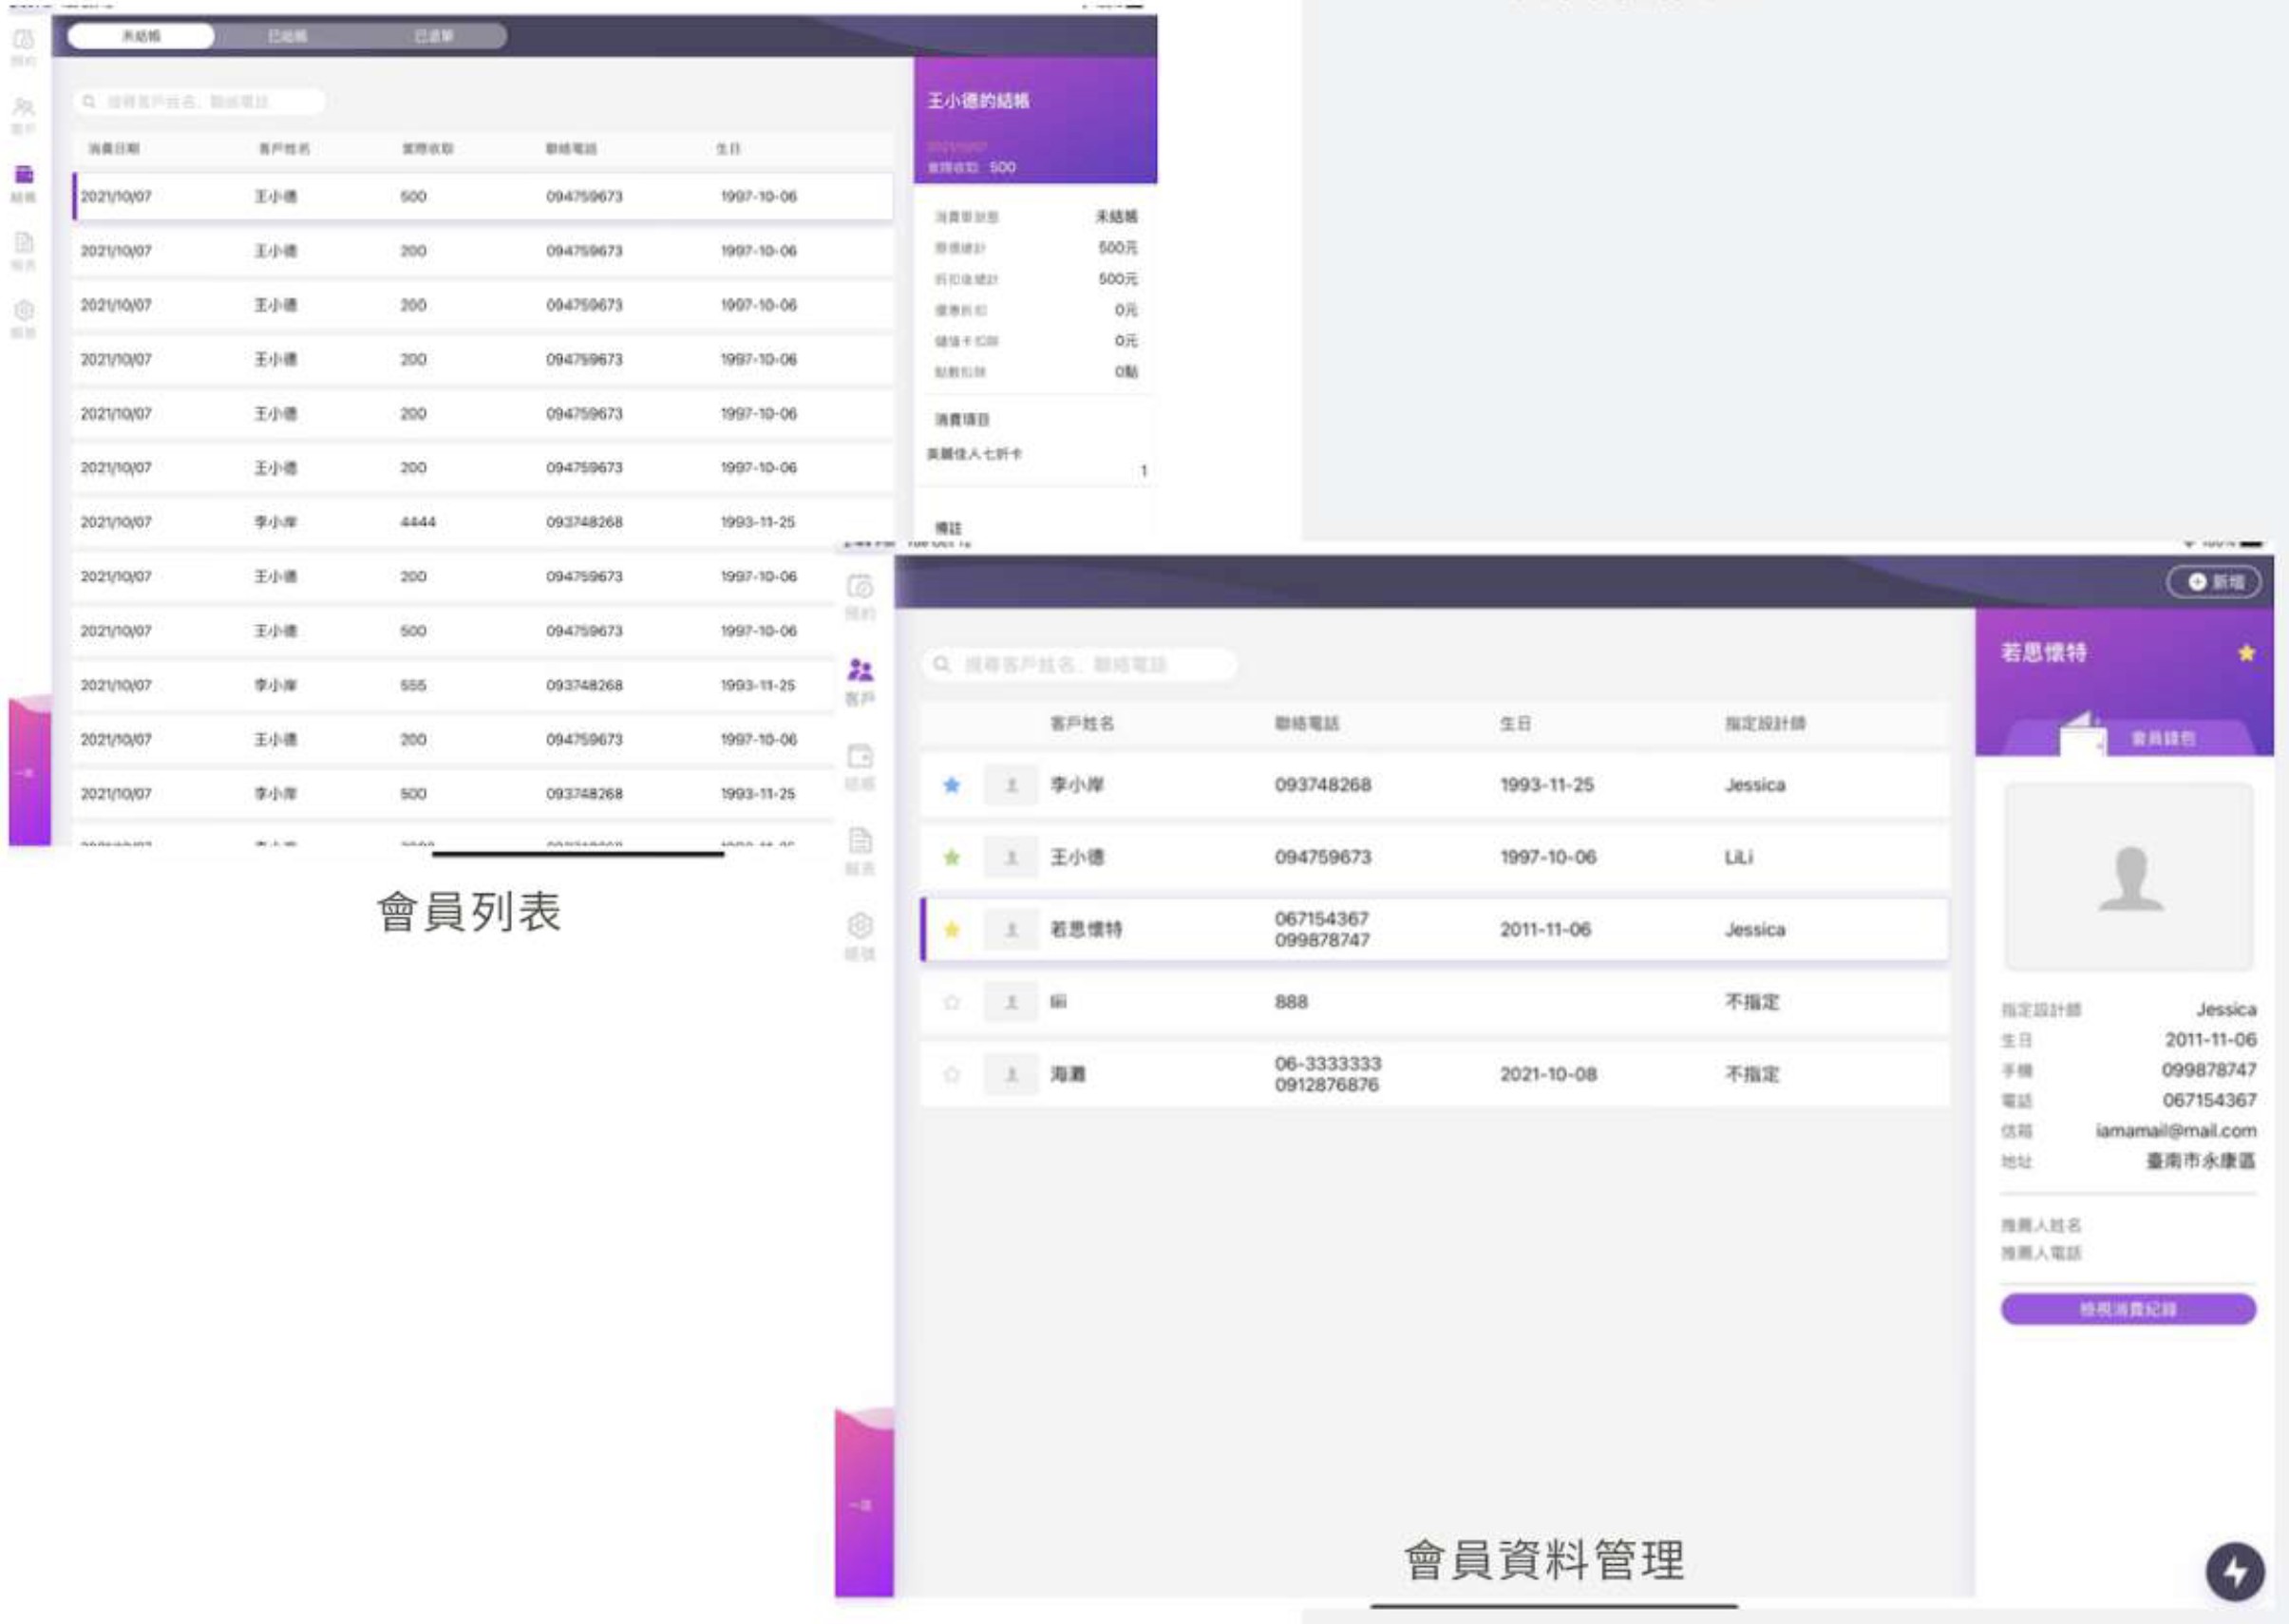 未結帳 已結帳 已退單
搜尋客戶姓名、聯絡電話
消費日期 客戶姓名 實際收取 聯絡電話 生日
2021/10/07 王小德 500 094759673 1997-10-06
2021/10/07 王小德 200 094759673 1997-10-06
2021/10/07 王小德 200 094759673 1997-10-06
2021/10/07 王小德 200 094759673 1997-10-06
2021/10/07 王小德 200 094759673 1997-10-06
2021/10/07 王小德 200 094759673 1997-10-06
2021/10/07 李小岸 4444 093748268 1993-11-25
2021/10/07 王小德 200 094759673 1997-10-06
2021/10/07 王小德 500 094759673 1997-10-06
2021/10/07 李小岸 555 093748268 1993-11-25
2021/10/07 王小德 200 094759673 1997-10-06
2021/10/07 李小岸 500 093748268 1993-11-25
王小德的結帳
2021/10/07
實際收取 500
消費單狀態 未結帳
原價總計 500元
折扣後總計 500元
優惠折扣 0元
儲值卡扣除 0元
點數扣除 0點
消費項目
美麗佳人七折卡
1
備註
預約
客戶
結帳
報表
帳號
會員列表
預約
客戶
結帳
報表
帳號
新增
搜尋客戶姓名、聯絡電話
客戶姓名 聯絡電話 生日 指定設計師
李小岸 093748268 1993-11-25 Jessica
王小德 094759673 1997-10-06 LiLi
若思懷特 067154367 099878747 2011-11-06 Jessica
888 不指定
海灘 06-3333333 0912876876 2021-10-08 不指定
若思懷特
會員錢包
指定設計師 Jessica
生日 2011-11-06
手機 099878747
電話 067154367
信箱 iamamail@mail.com
地址 臺南市永康區
推薦人姓名
推薦人電話
檢視消費紀錄
會員資料管理